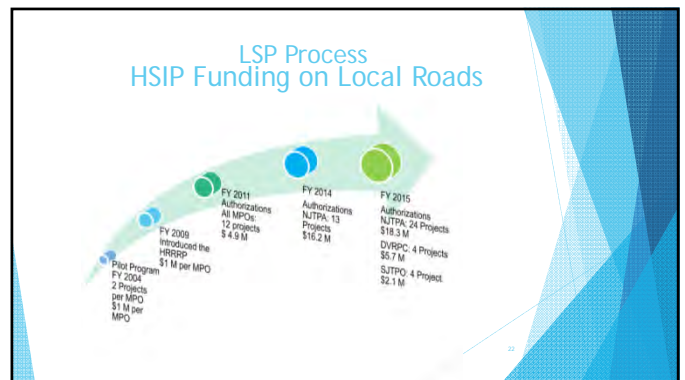 LSP Process
HSIP Funding on Local Roads
Pilot Program
FY 2004
2 Projects
per MPO
$1 M per
MPO
FY 2009
Introduced the
HRRRP
$1 M per MPO
FY 2011
Authorizations
All MPOs:
12 projects
$ 4.9 M
FY 2014
Authorizations
NJTPA: 13
Projects
$16.2 M
FY 2015
Authorizations
NJTPA: 24 Projects
$18.3 M
DVRPC: 4 Projects
$5.7 M
SJTPO: 4 Project
$2.1 M
22